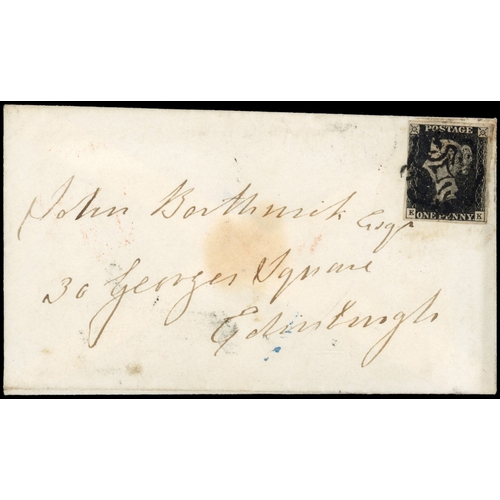 POSTAGE
K K
ONE PENNY
John Borthwick Esqr
30 Georges Square
Edinburgh